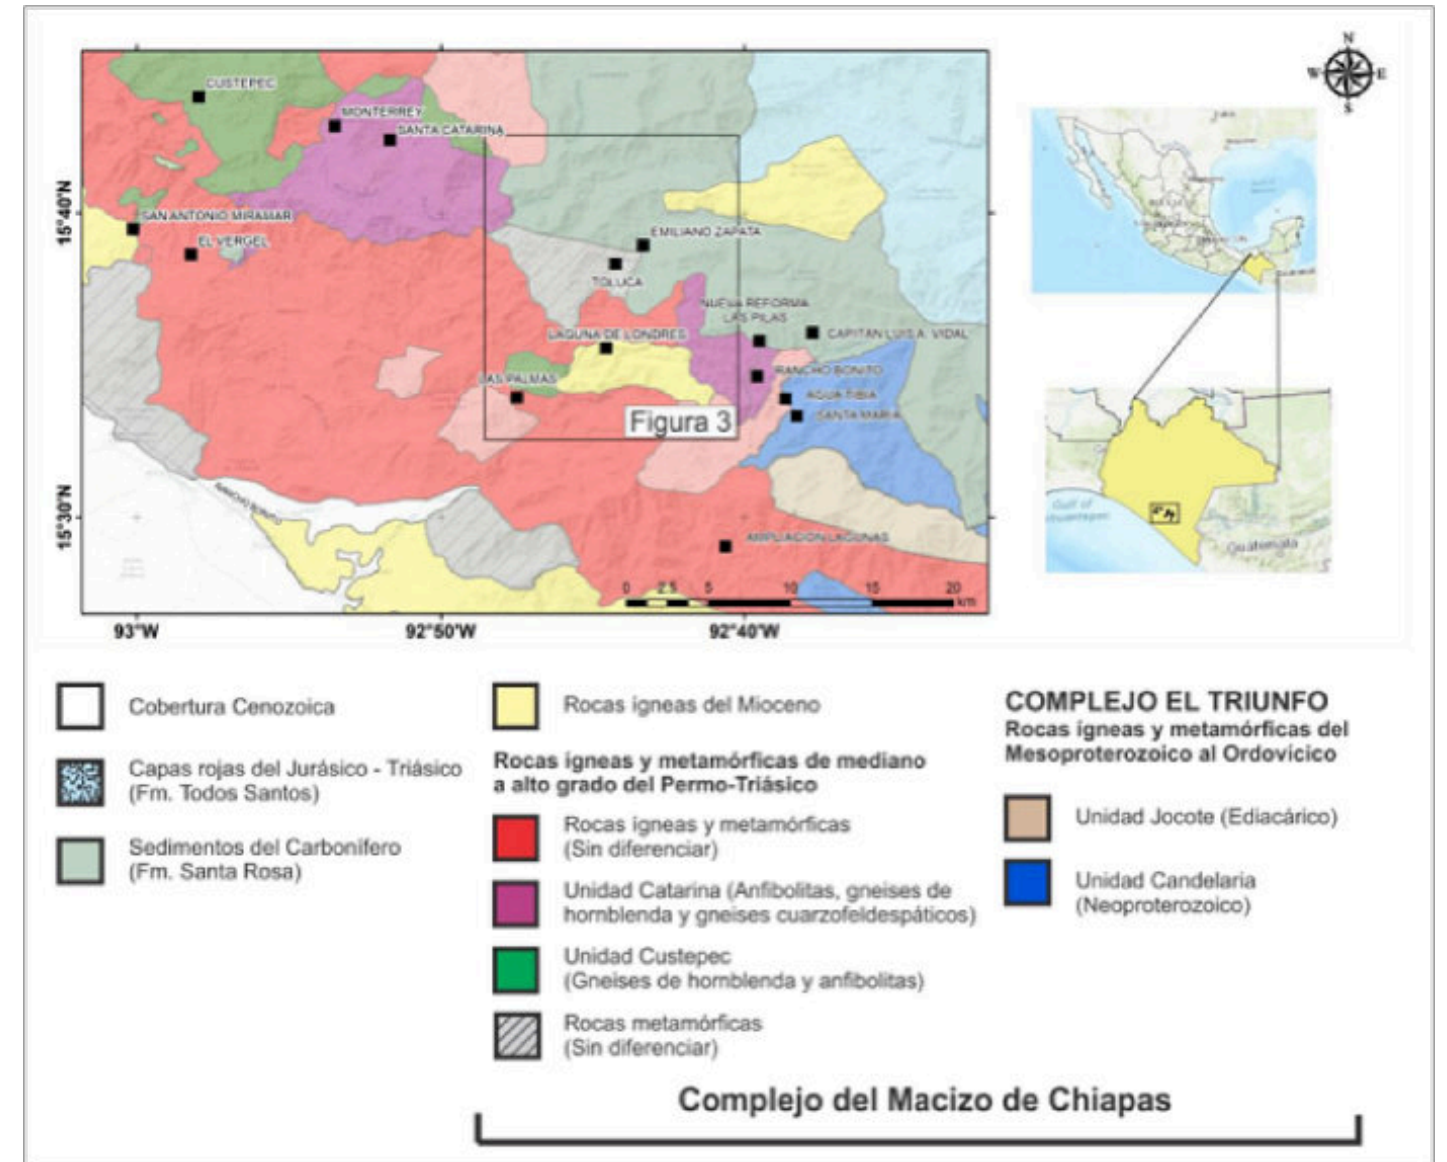 N
W E
S
CUSTEPEC
MONTERREY
SANTA CATARINA
SAN ANTONIO MIRAMAR
EL VERGEL
EMILIANO ZAPATA
TOLUCA
NUEVA REFORMA
LAS PILAS
LAGUNA DE LONDRES
CAPITAN LUIS A. VIDAL
LAS PALMAS
RANCHO BONITO
AGUA TIBIA
SANTA MARIA
Figura 3
RANCHO BONITO
AMPLIACION LAGUNAS
0 2.5 5 10 15 20
km
15°40'N
15°30'N
93°W
92°50'W
92°40'W
Gulf of
Guatemala
Cobertura Cenozoica
Capas rojas del Jurásico - Triásico
(Fm. Todos Santos)
Sedimentos del Carbonífero
(Fm. Santa Rosa)
Rocas ígneas del Mioceno
Rocas ígneas y metamórficas de mediano
a alto grado del Permo-Triásico
Rocas ígneas y metamórficas
(Sin diferenciar)
Unidad Catarina (Anfibolitas, gneises de
hornblenda y gneises cuarzofeldespáticos)
Unidad Custepec
(Gneises de hornblenda y anfibolitas)
Rocas metamórficas
(Sin diferenciar)
COMPLEJO EL TRIUNFO
Rocas ígneas y metamórficas del
Mesoproterozoico al Ordovícico
Unidad Jocote (Ediacárico)
Unidad Candelaria
(Neoproterozoico)
Complejo del Macizo de Chiapas